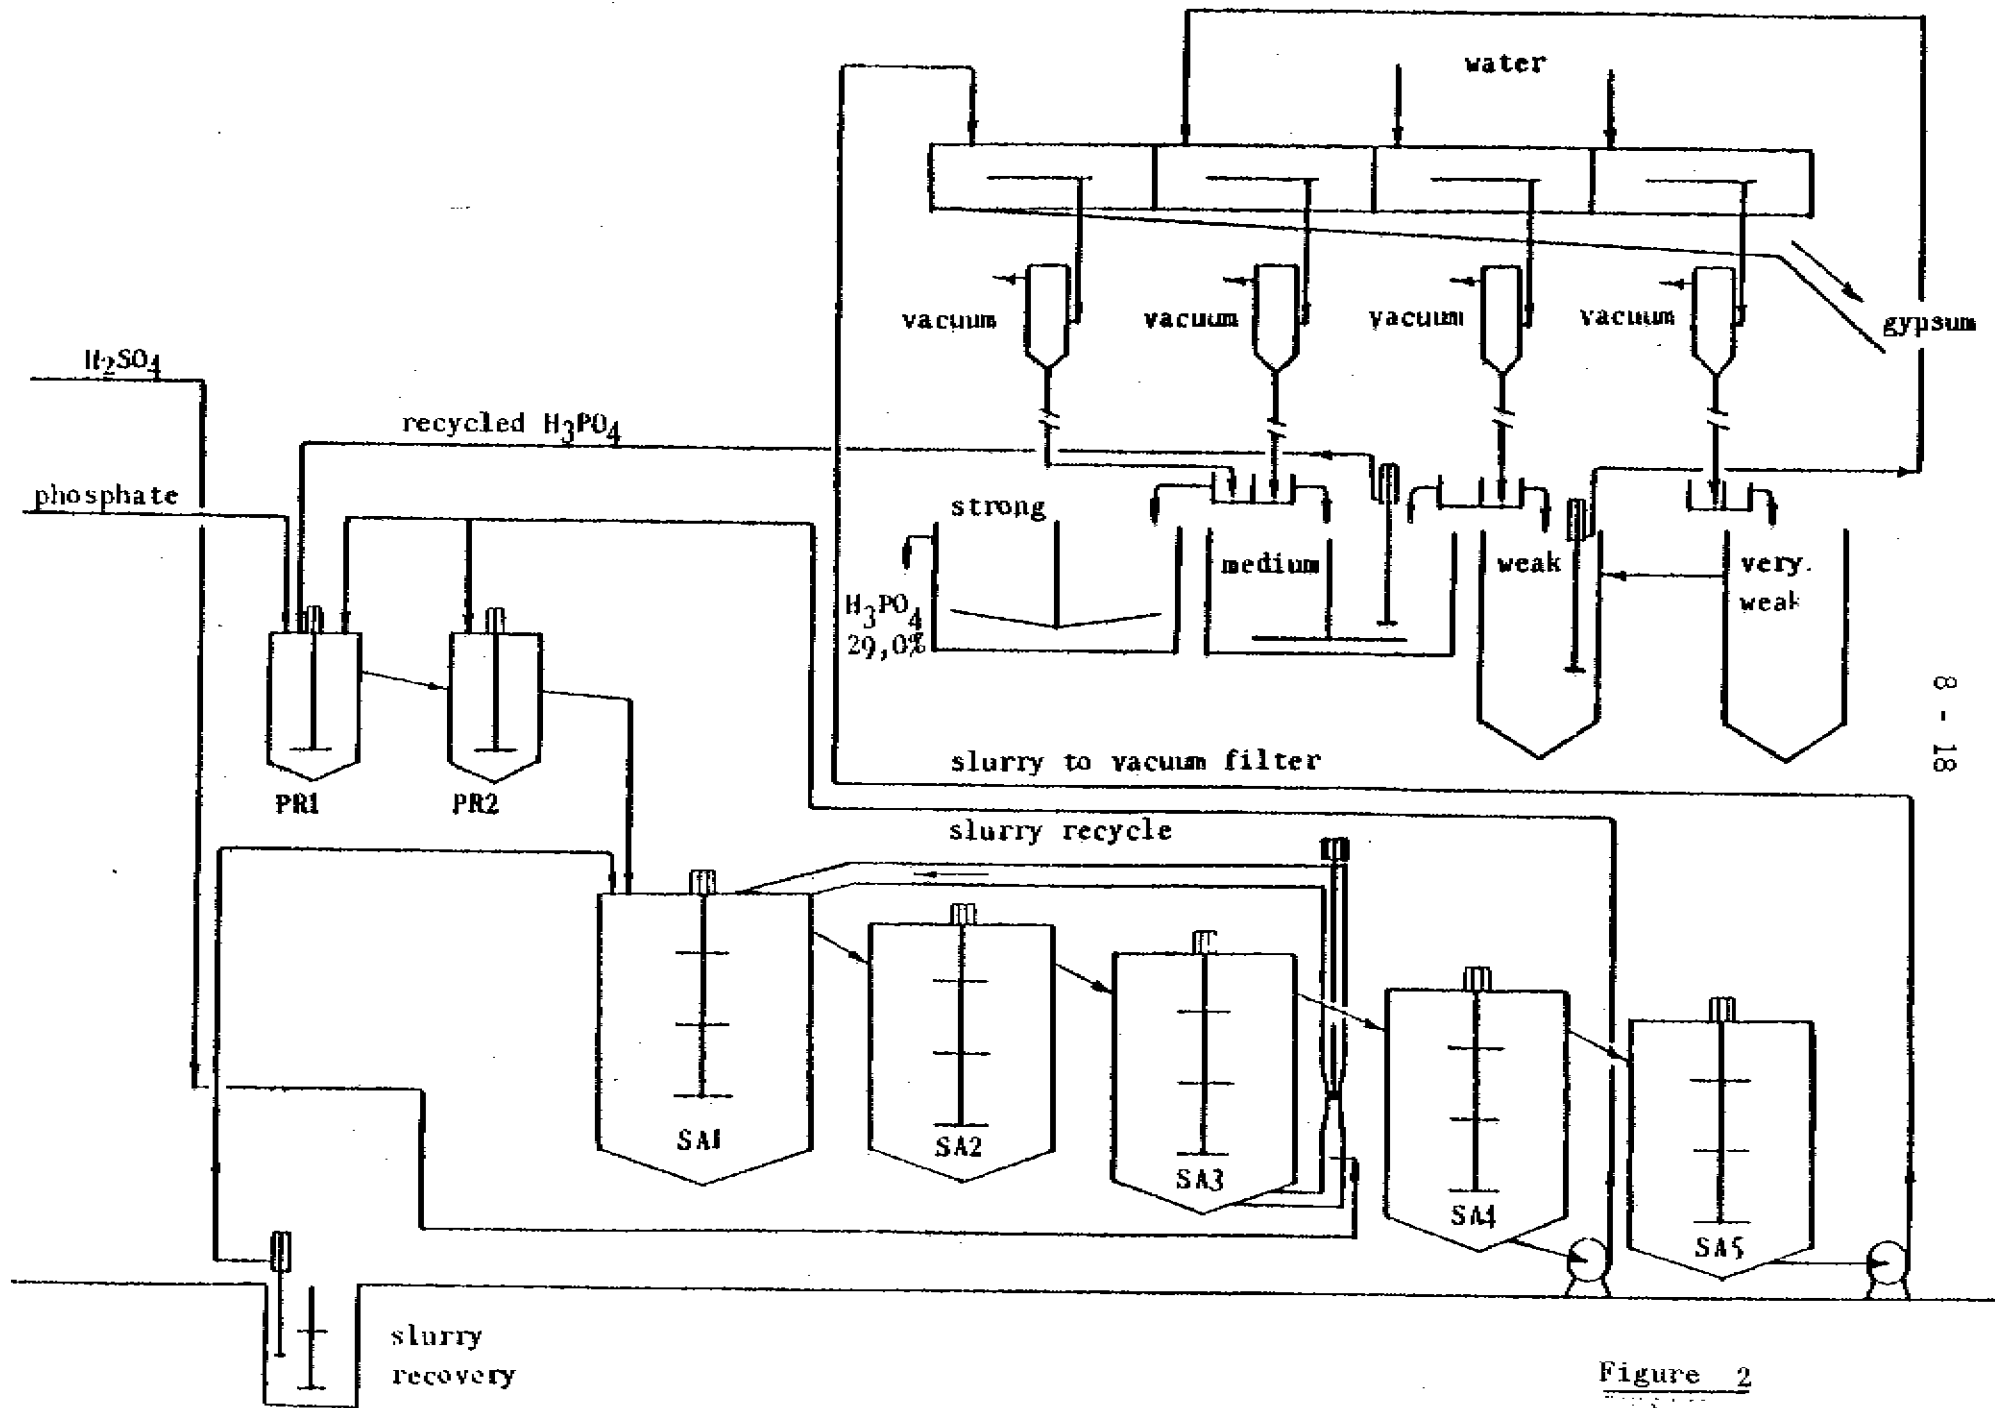 water
vacuum
vacuum
vacuum
vacuum
gypsum
H2SO4
recycled H3PO4
phosphate
strong
medium
weak
very.
weak
H3PO4
29,0%
8 - 18
slurry to vacuum filter
PR1
PR2
slurry recycle
SA1
SA2
SA3
SA4
SA5
slurry
recovery
Figure 2